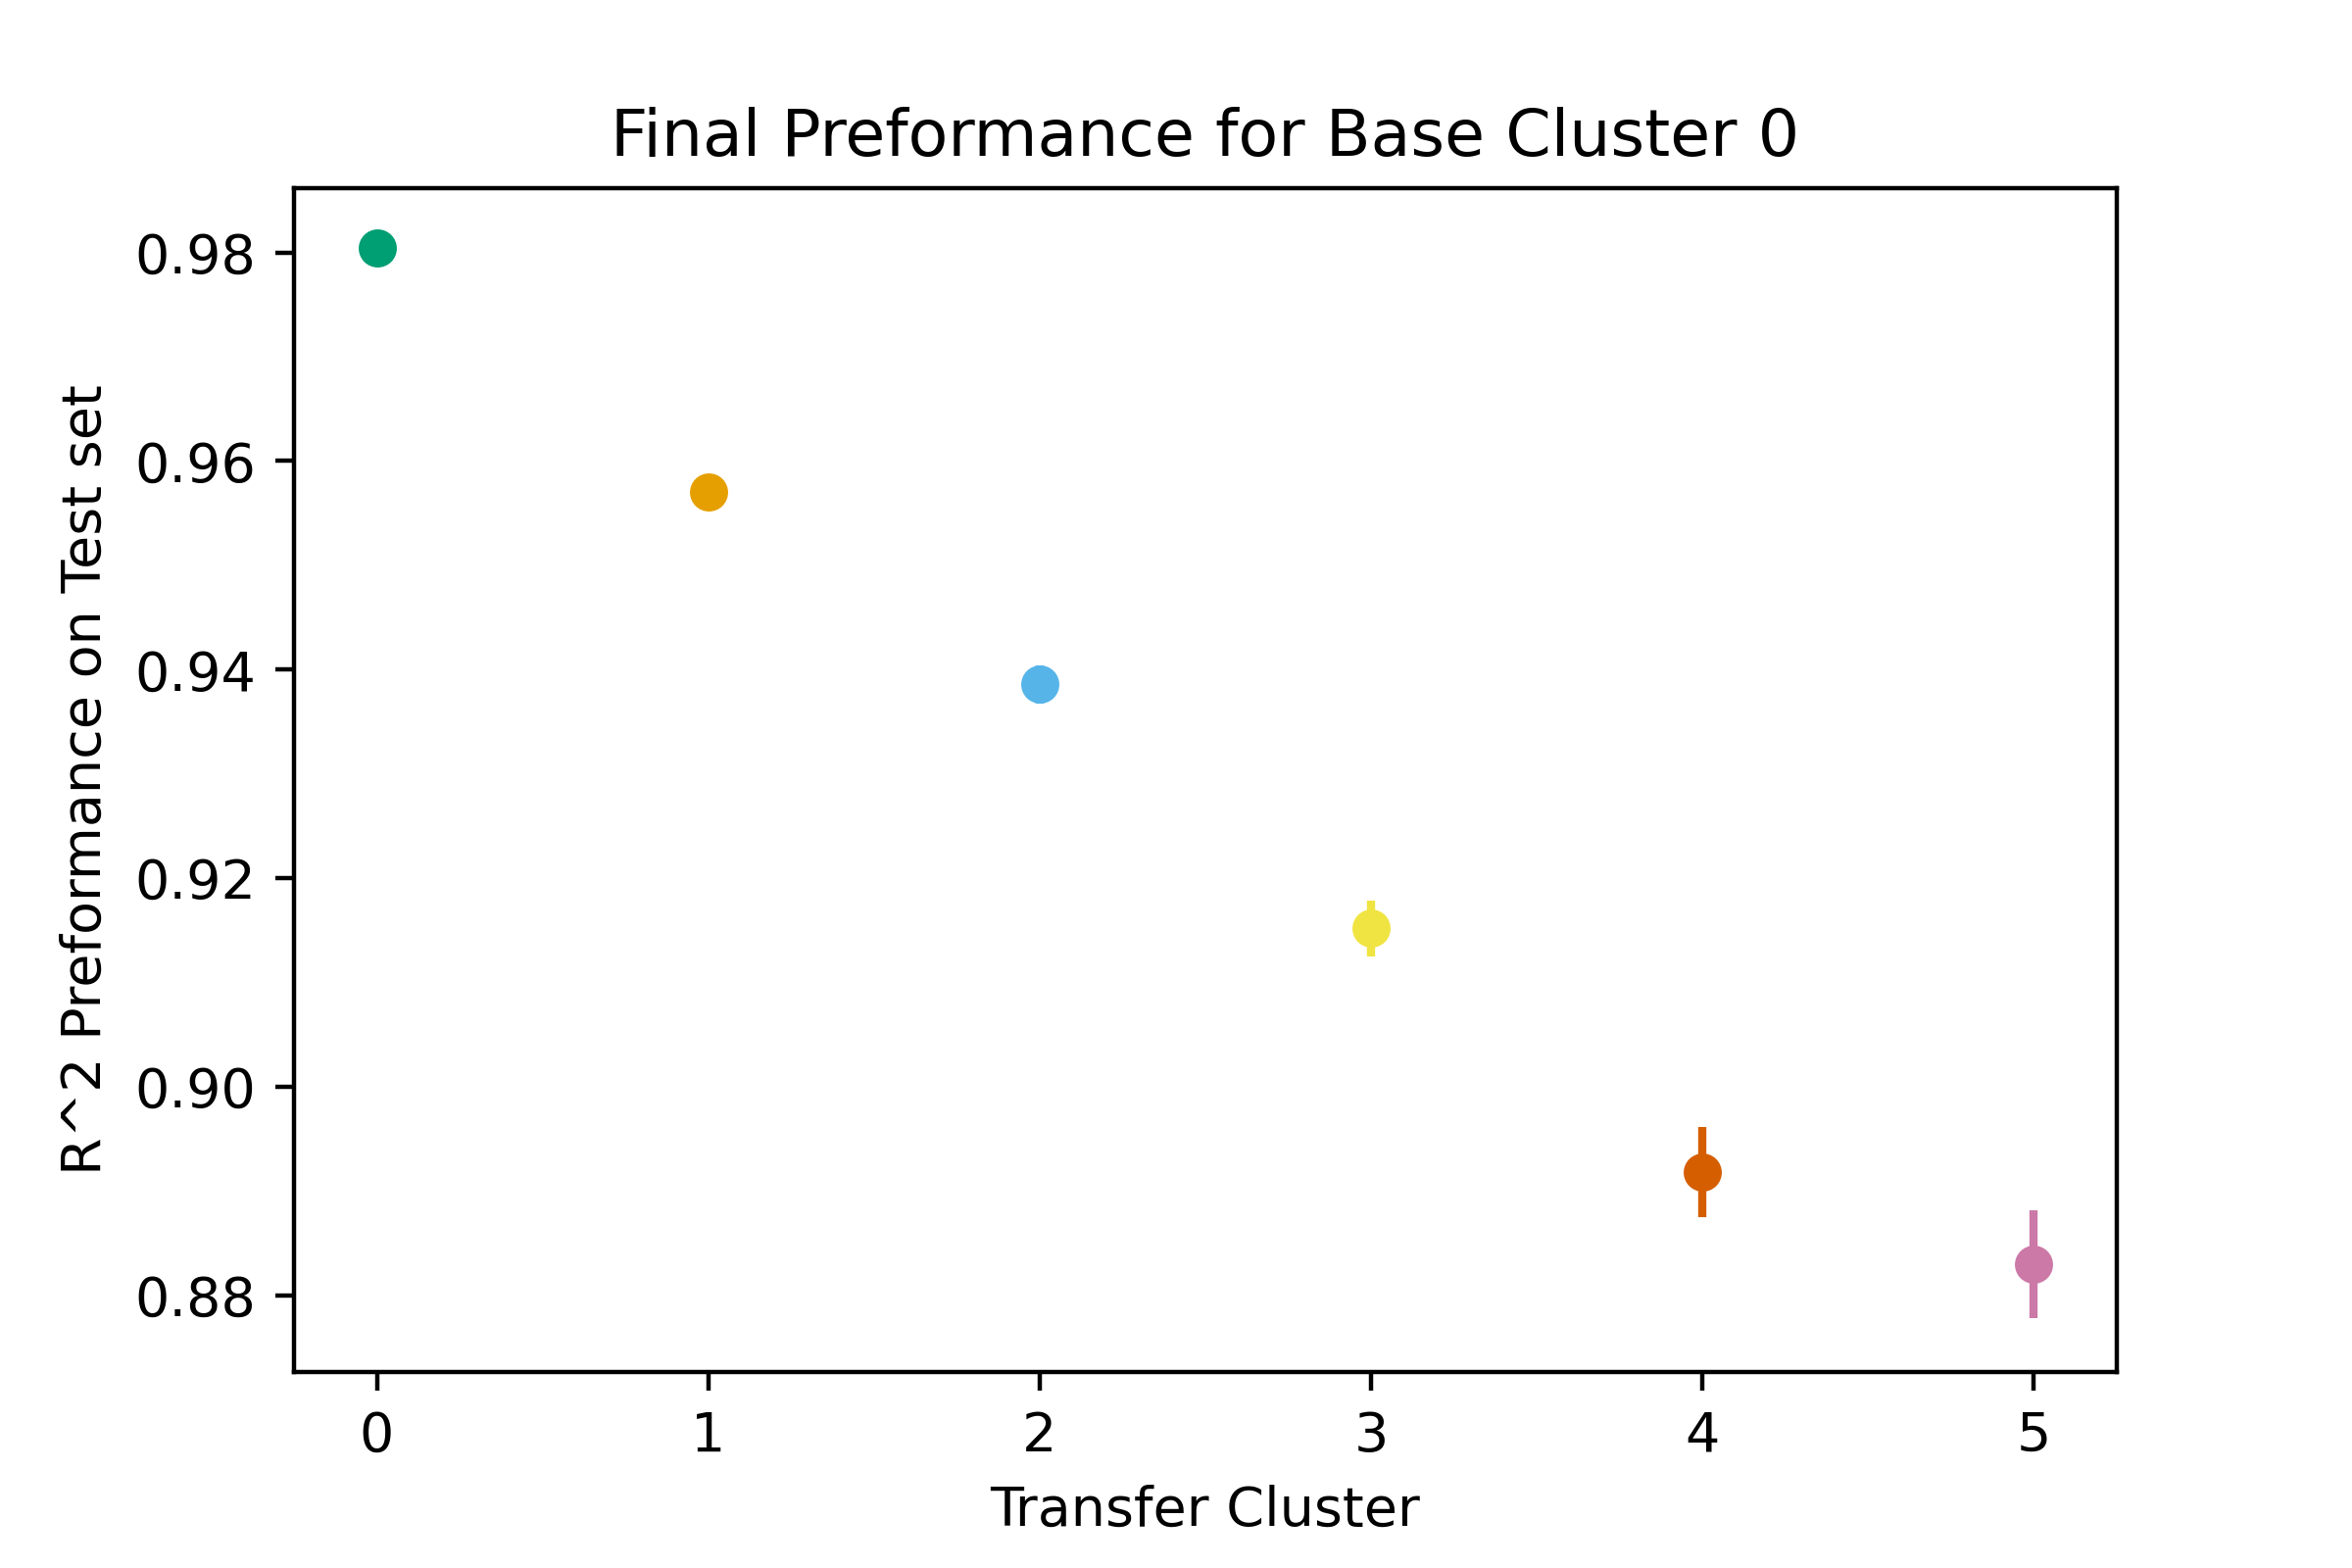 Final Preformance for Base Cluster 0
R^2 Preformance on Test set
0.98
0.96
0.94
0.92
0.90
0.88
0 1 2 3 4 5
Transfer Cluster